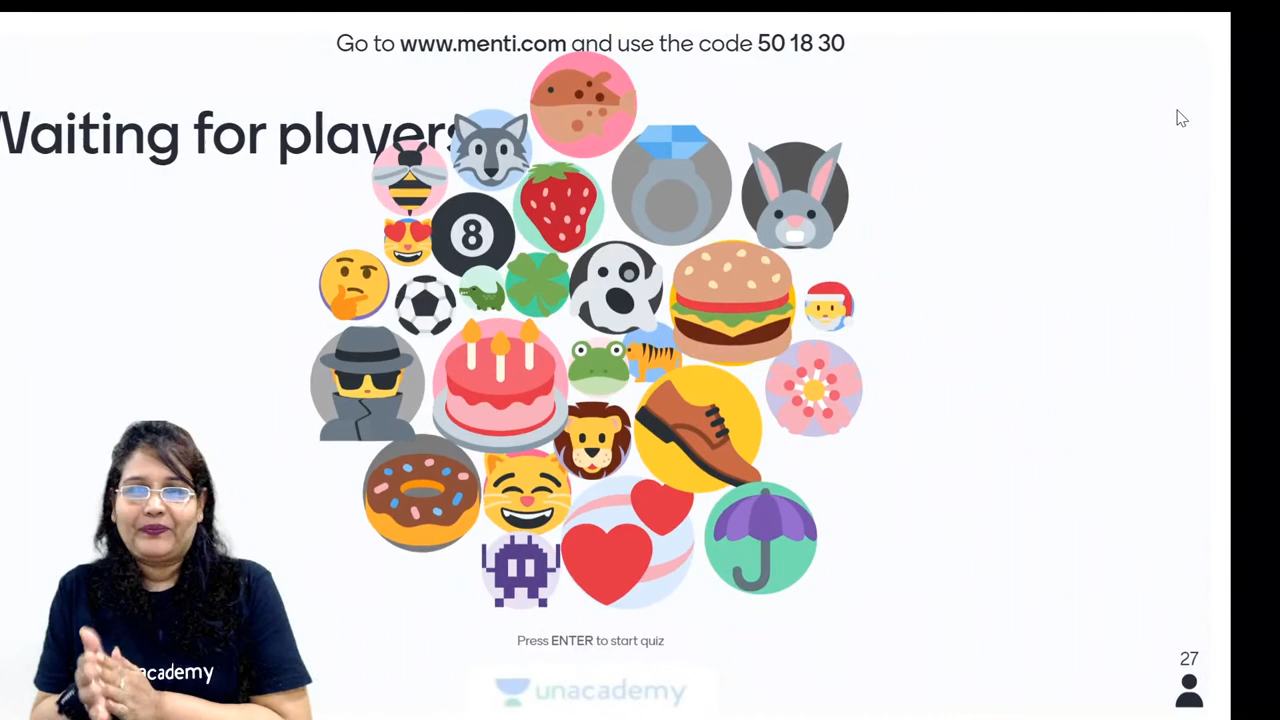 Go to www.menti.com and use the code 50 18 30
Waiting for players
8
Press ENTER to start quiz
27
unacademy
unacademy